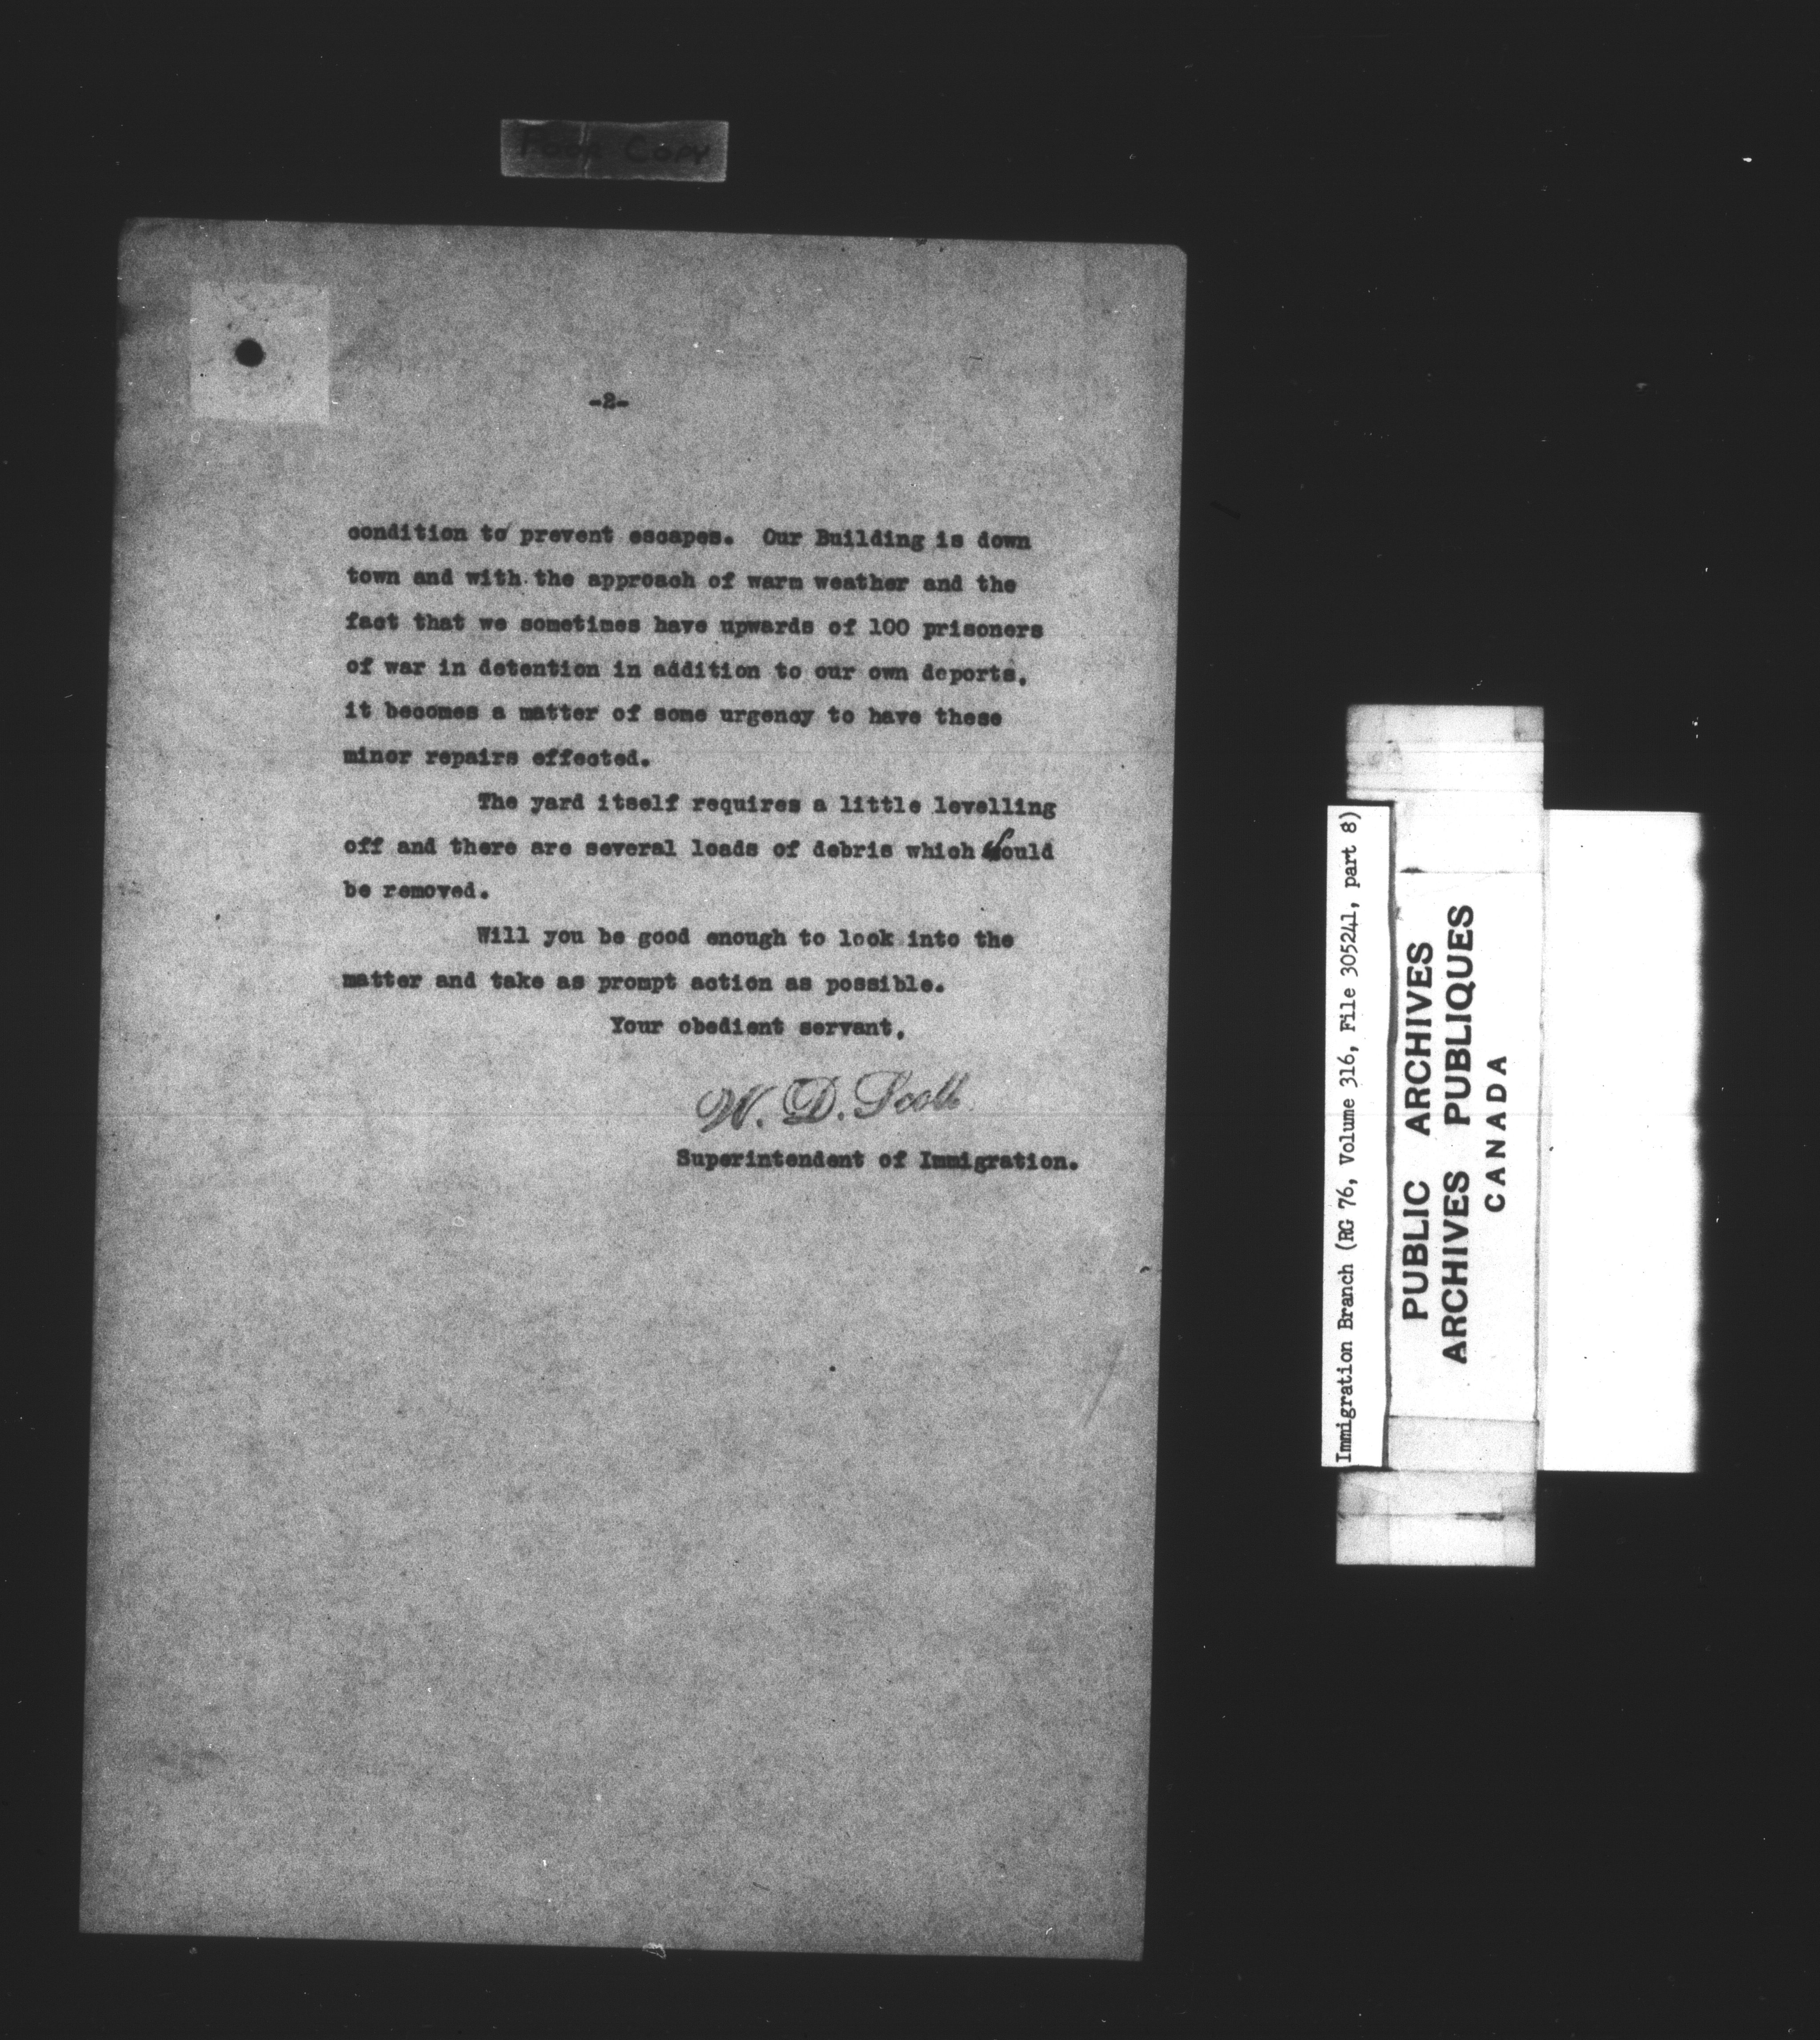 Poor Copy
-2-
condition to prevent escapes. Our Building is down
town and with the approach of warm weather and the
fact that we sometimes have upwards of 100 prisoners
of war in detention in addition to our own deports,
it becomes a matter of some urgency to have these
minor repairs effected.
The yard itself requires a little levelling
off and there are several loads of debris which should
be removed.
Will you be good enough to look into the
matter and take as prompt action as possible.
Your obedient servant,
W. D. Scott
Superintendent of Immigration.
Immigration Branch (RG 76, Volume 316, File 305241, part 8)
PUBLIC ARCHIVES
ARCHIVES PUBLIQUES
CANADA